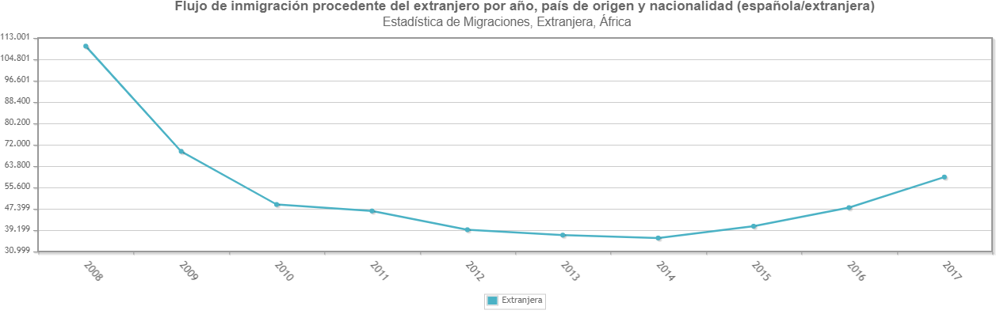 Flujo de inmigración procedente del extranjero por año, país de origen y nacionalidad (española/extranjera)
Estadística de Migraciones, Extranjera, África
113.001
104.801
96.601
88.400
80.200
72.000
63.800
55.600
47.399
39.199
30.999
2008 2009 2010 2011 2012 2013 2014 2015 2016 2017
Extranjera